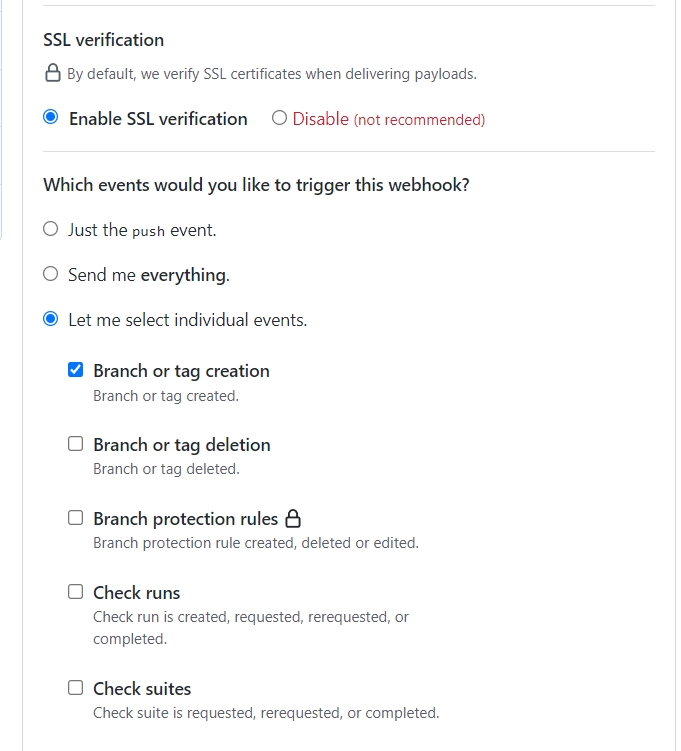 SSL verification
By default, we verify SSL certificates when delivering payloads.
Enable SSL verification Disable (not recommended)
Which events would you like to trigger this webhook?
Just the push event.
Send me everything.
Let me select individual events.
Branch or tag creation
Branch or tag created.
Branch or tag deletion
Branch or tag deleted.
Branch protection rules
Branch protection rule created, deleted or edited.
Check runs
Check run is created, requested, rerequested, or
completed.
Check suites
Check suite is requested, rerequested, or completed.